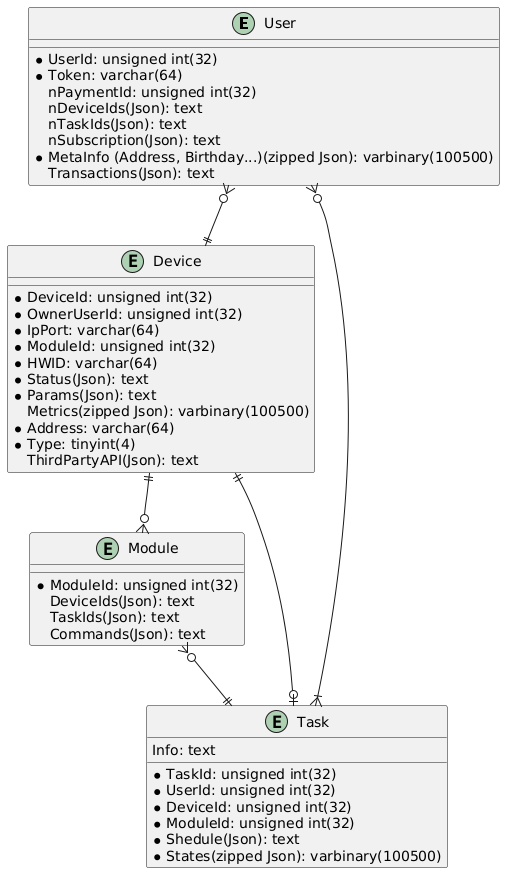 E User
* UserId: unsigned int(32)
* Token: varchar(64)
nPaymentId: unsigned int(32)
nDeviceIds(Json): text
nTaskIds(Json): text
nSubscription(Json): text
* MetaInfo (Address, Birthday...)(zipped Json): varbinary(100500)
Transactions(Json): text
E Device
* DeviceId: unsigned int(32)
* OwnerUserId: unsigned int(32)
* IpPort: varchar(64)
* ModuleId: unsigned int(32)
* HWID: varchar(64)
* Status(Json): text
* Params(Json): text
Metrics(zipped Json): varbinary(100500)
* Address: varchar(64)
* Type: tinyint(4)
ThirdPartyAPI(Json): text
E Module
* ModuleId: unsigned int(32)
DeviceIds(Json): text
TaskIds(Json): text
Commands(Json): text
E Task
Info: text
* TaskId: unsigned int(32)
* UserId: unsigned int(32)
* DeviceId: unsigned int(32)
* ModuleId: unsigned int(32)
* Shedule(Json): text
* States(zipped Json): varbinary(100500)